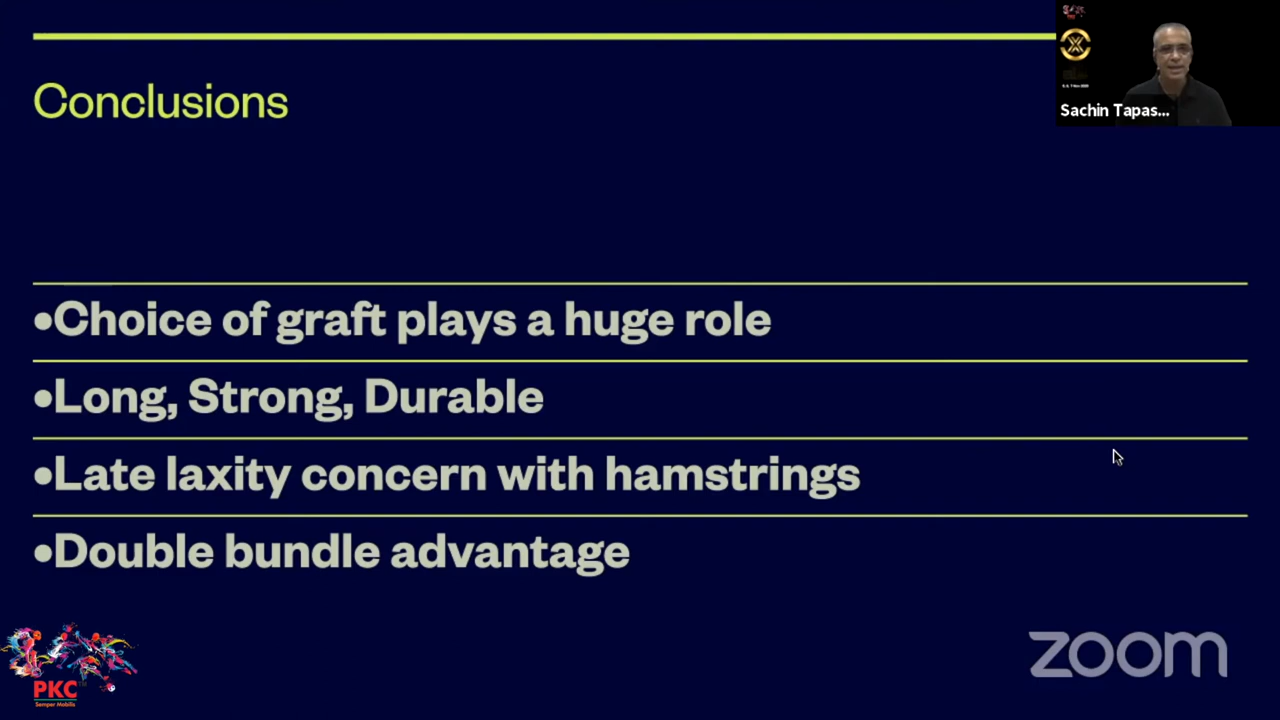 Conclusions
Sachin Tapas...
•Choice of graft plays a huge role
•Long, Strong, Durable
•Late laxity concern with hamstrings
•Double bundle advantage
PKC
Semper Mobilis
zoom